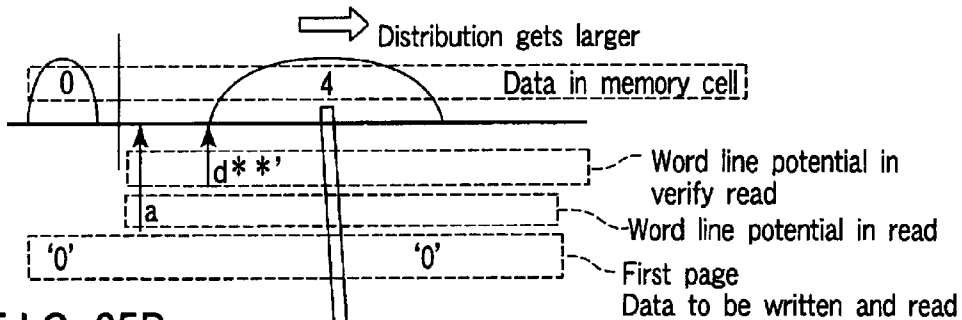 Distribution gets larger
0 4 Data in memory cell
d**' Word line potential in
verify read
a Word line potential in read
'0' '0' First page
Data to be written and read